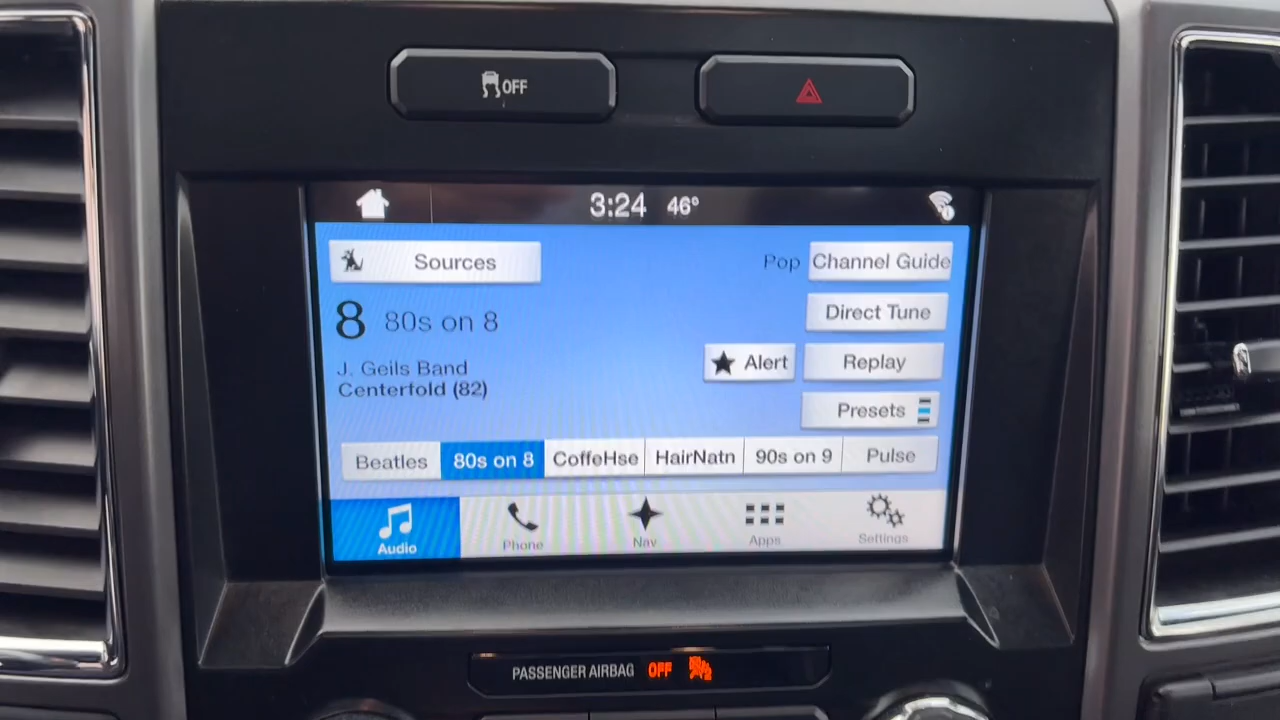 OFF
3:24 46°
Sources
Pop Channel Guide
8 80s on 8
Direct Tune
J. Geils Band
Centerfold (82)
Alert Replay
Presets
Beatles 80s on 8 CoffeHse HairNatn 90s on 9 Pulse
Audio Phone Nav Apps Settings
PASSENGER AIRBAG OFF